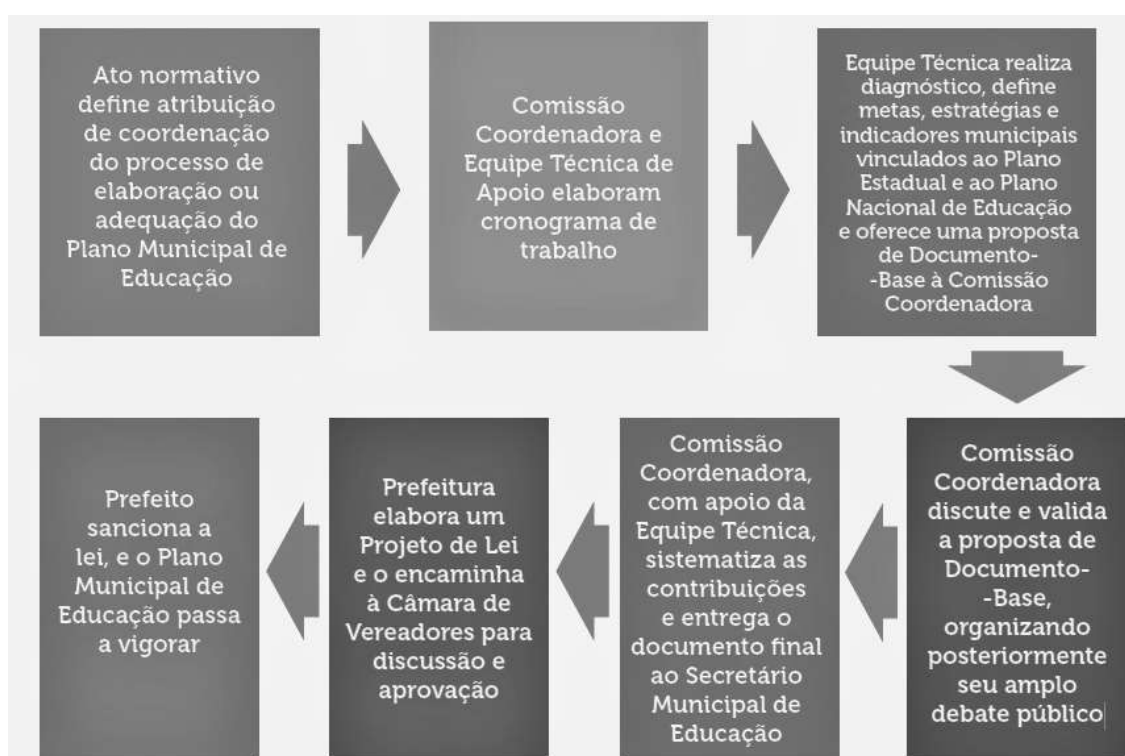 Ato normativo
define atribuição
de coordenação
do processo de
elaboração ou
adequação do
Plano Municipal de
Educação
Comissão
Coordenadora e
Equipe Técnica de
Apoio elaboram
cronograma de
trabalho
Equipe Técnica realiza
diagnóstico, define
metas, estratégias e
indicadores municipais
vinculados ao Plano
Estadual e ao Plano
Nacional de Educação
e oferece uma proposta
de Documento-
-Base à Comissão
Coordenadora
Comissão
Coordenadora
discute e valida
a proposta de
Documento-
-Base,
organizando
posteriormente
seu amplo
debate público
Comissão
Coordenadora,
com apoio da
Equipe Técnica,
sistematiza as
contribuições
e entrega o
documento final
ao Secretário
Municipal de
Educação
Prefeitura
elabora um
Projeto de Lei
e o encaminha
à Câmara de
Vereadores para
discussão e
aprovação
Prefeito
sanciona a
lei, e o Plano
Municipal de
Educação passa
a vigorar